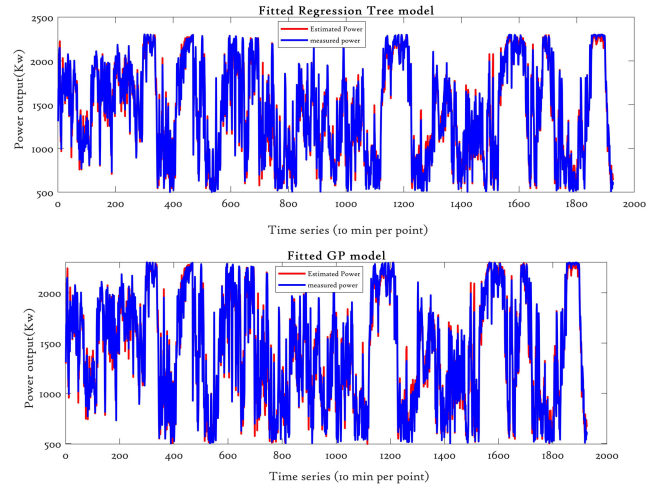 Fitted Regression Tree model
2500
2000
1500
1000
500
Power output(Kw)
Estimated Power
measured power
0 200 400 600 800 1000 1200 1400 1600 1800 2000
Time series (10 min per point)
Fitted GP model
2000
1500
1000
500
Power output(Kw)
Estimated Power
measured power
0 200 400 600 800 1000 1200 1400 1600 1800 2000
Time series (10 min per point)